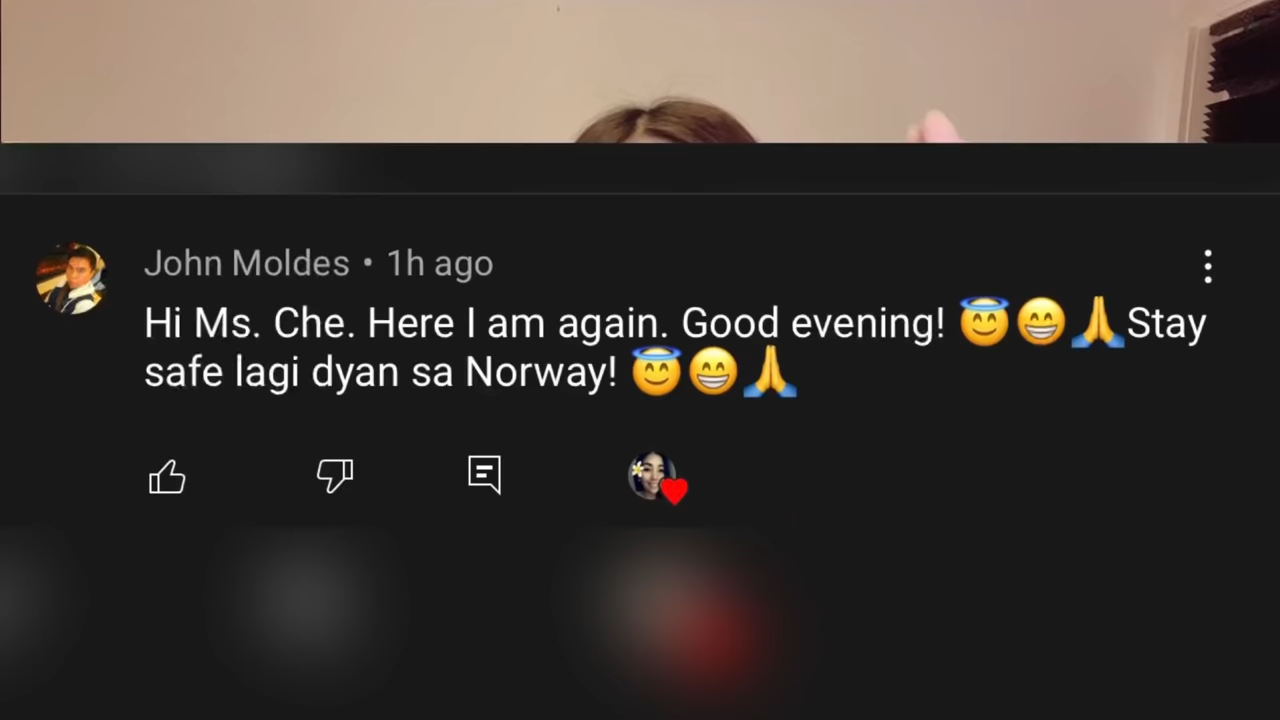 John Moldes • 1h ago
Hi Ms. Che. Here I am again. Good evening! 😇😁🙏Stay
safe lagi dyan sa Norway! 😇😁🙏